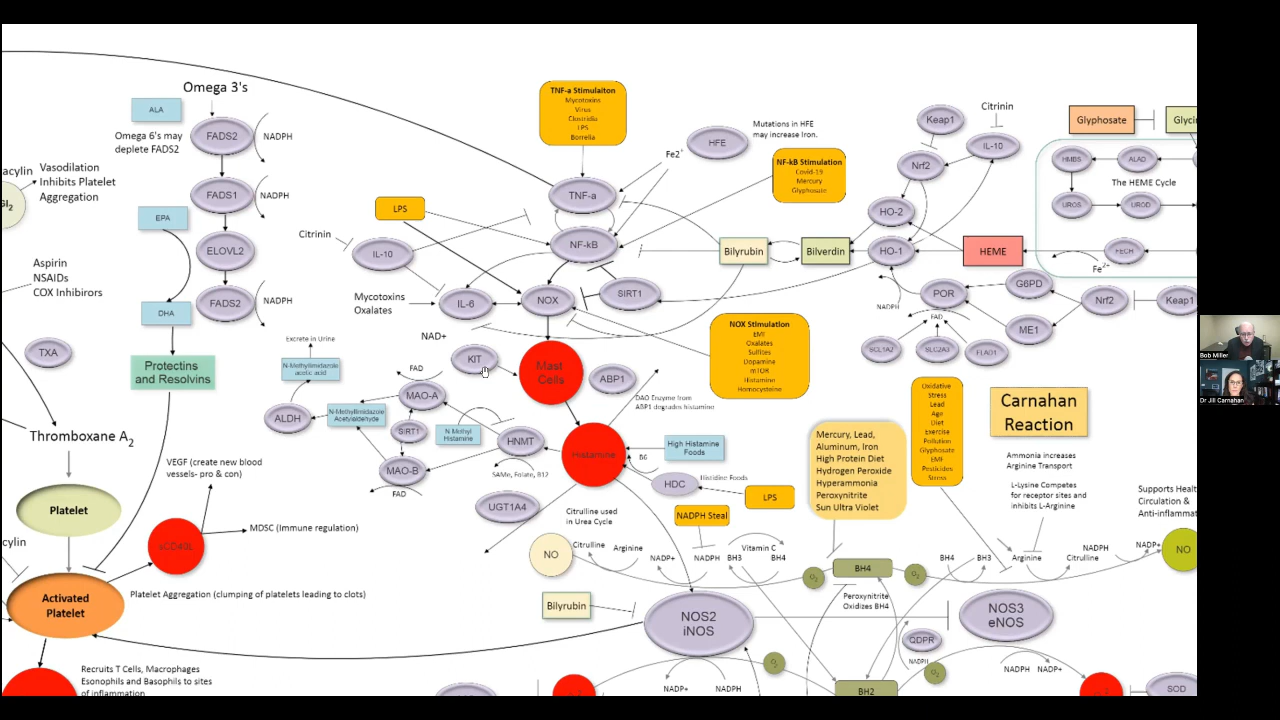 Omega 3's
ALA
Omega 6's may
deplete FADS2
FADS2
NADPH
acylin
Vasodilation
Inhibits Platelet
Aggregation
FADS1
NADPH
EPA
ELOVL2
Aspirin
NSAIDs
COX Inhibirors
FADS2
NADPH
DHA
TXA
Protectins
and Resolvins
Thromboxane A2
VEGF (create new blood
vessels- pro & con)
Platelet
MDSC (Immune regulation)
sCD40L
cylin
Activated
Platelet
Platelet Aggregation (clumping of platelets leading to clots)
Recruits T Cells, Macrophages
Esonophils and Basophils to sites
of inflammation
TNF-a Stimulaiton
Mycotoxins
Virus
Clostridia
LPS
Borrelia
HFE
Mutations in HFE
may increase Iron.
Fe2+
NF-kB Stimulation
Covid-19
Mercury
Glyphosate
TNF-a
LPS
Citrinin
IL-10
NF-kB
Mycotoxins
Oxalates
IL-6
NOX
SIRT1
Bilyrubin
Bilverdin
NAD+
KIT
Mast
Cells
ABP1
DAO Enzyme from
ABP1 degrades histamine
NOX Stimulation
EMF
Oxalates
Sulfites
Dopamine
mTOR
Histamine
Homocysteine
Excrete in Urine
N-Methylimidazole
acetic acid
FAD
MAO-A
ALDH
N-Methylimidazole
Acetylaldehyde
SIRT1
N Methyl
Histamine
HNMT
MAO-B
FAD
SAMe, Folate, B12
Histamine
High Histamine
Foods
B6
HDC
Histidine Foods
LPS
UGT1A4
NADPH Steal
Citrulline used
in Urea Cycle
NO
Citrulline
Arginine
NADP+
NADPH
BH3
Vitamin C
BH4
Bilyrubin
NOS2
iNOS
NADP+
NADPH
Keap1
Citrinin
IL-10
Nrf2
HO-2
HO-1
HEME
Glyphosate
Glycin
HMBS
ALAD
The HEME Cycle
UROS
UROD
FECH
Fe2+
NADPH
POR
G6PD
FAD
ME1
Nrf2
Keap1
SCL1A2
SLC2A3
FLAD1
Mercury, Lead,
Aluminum, Iron
High Protein Diet
Hydrogen Peroxide
Hyperammonia
Peroxynitrite
Sun Ultra Violet
Oxidative
Stress
Lead
Age
Diet
Exercise
Pollution
Glyphosate
EMF
Pesticides
Stress
Carnahan
Reaction
Ammonia increases
Arginine Transport
L-Lysine Competes
for receptor sites and
inhibits L-Arginine
Supports Healt
Circulation &
Anti-inflammat
O2
BH4
O2
BH4
BH3
Arginine
Citrulline
NADPH
NADP+
NO
Peroxynitrite
Oxidizes BH4
NOS3
eNOS
QDPR
NADPH
O2
O2
BH2
NADPH
NADP+
SOD
Bob Miller
Dr Jill Carnahan